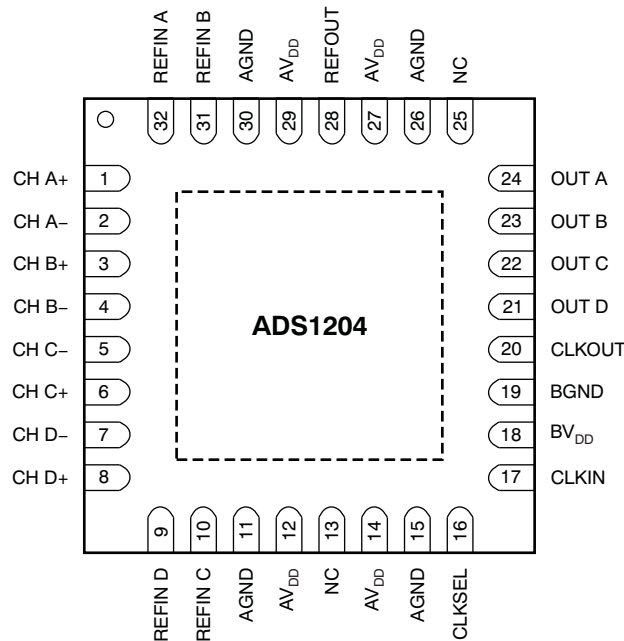 REFIN A
REFIN B
AGND
AVDD
REFOUT
AVDD
AGND
NC
32 31 30 29 28 27 26 25
CH A+ 1 24 OUT A
CH A− 2 23 OUT B
CH B+ 3 22 OUT C
CH B− 4 21 OUT D
ADS1204
CH C− 5 20 CLKOUT
CH C+ 6 19 BGND
CH D− 7 18 BVDD
CH D+ 8 17 CLKIN
9 10 11 12 13 14 15 16
REFIN D
REFIN C
AGND
AVDD
NC
AVDD
AGND
CLKSEL